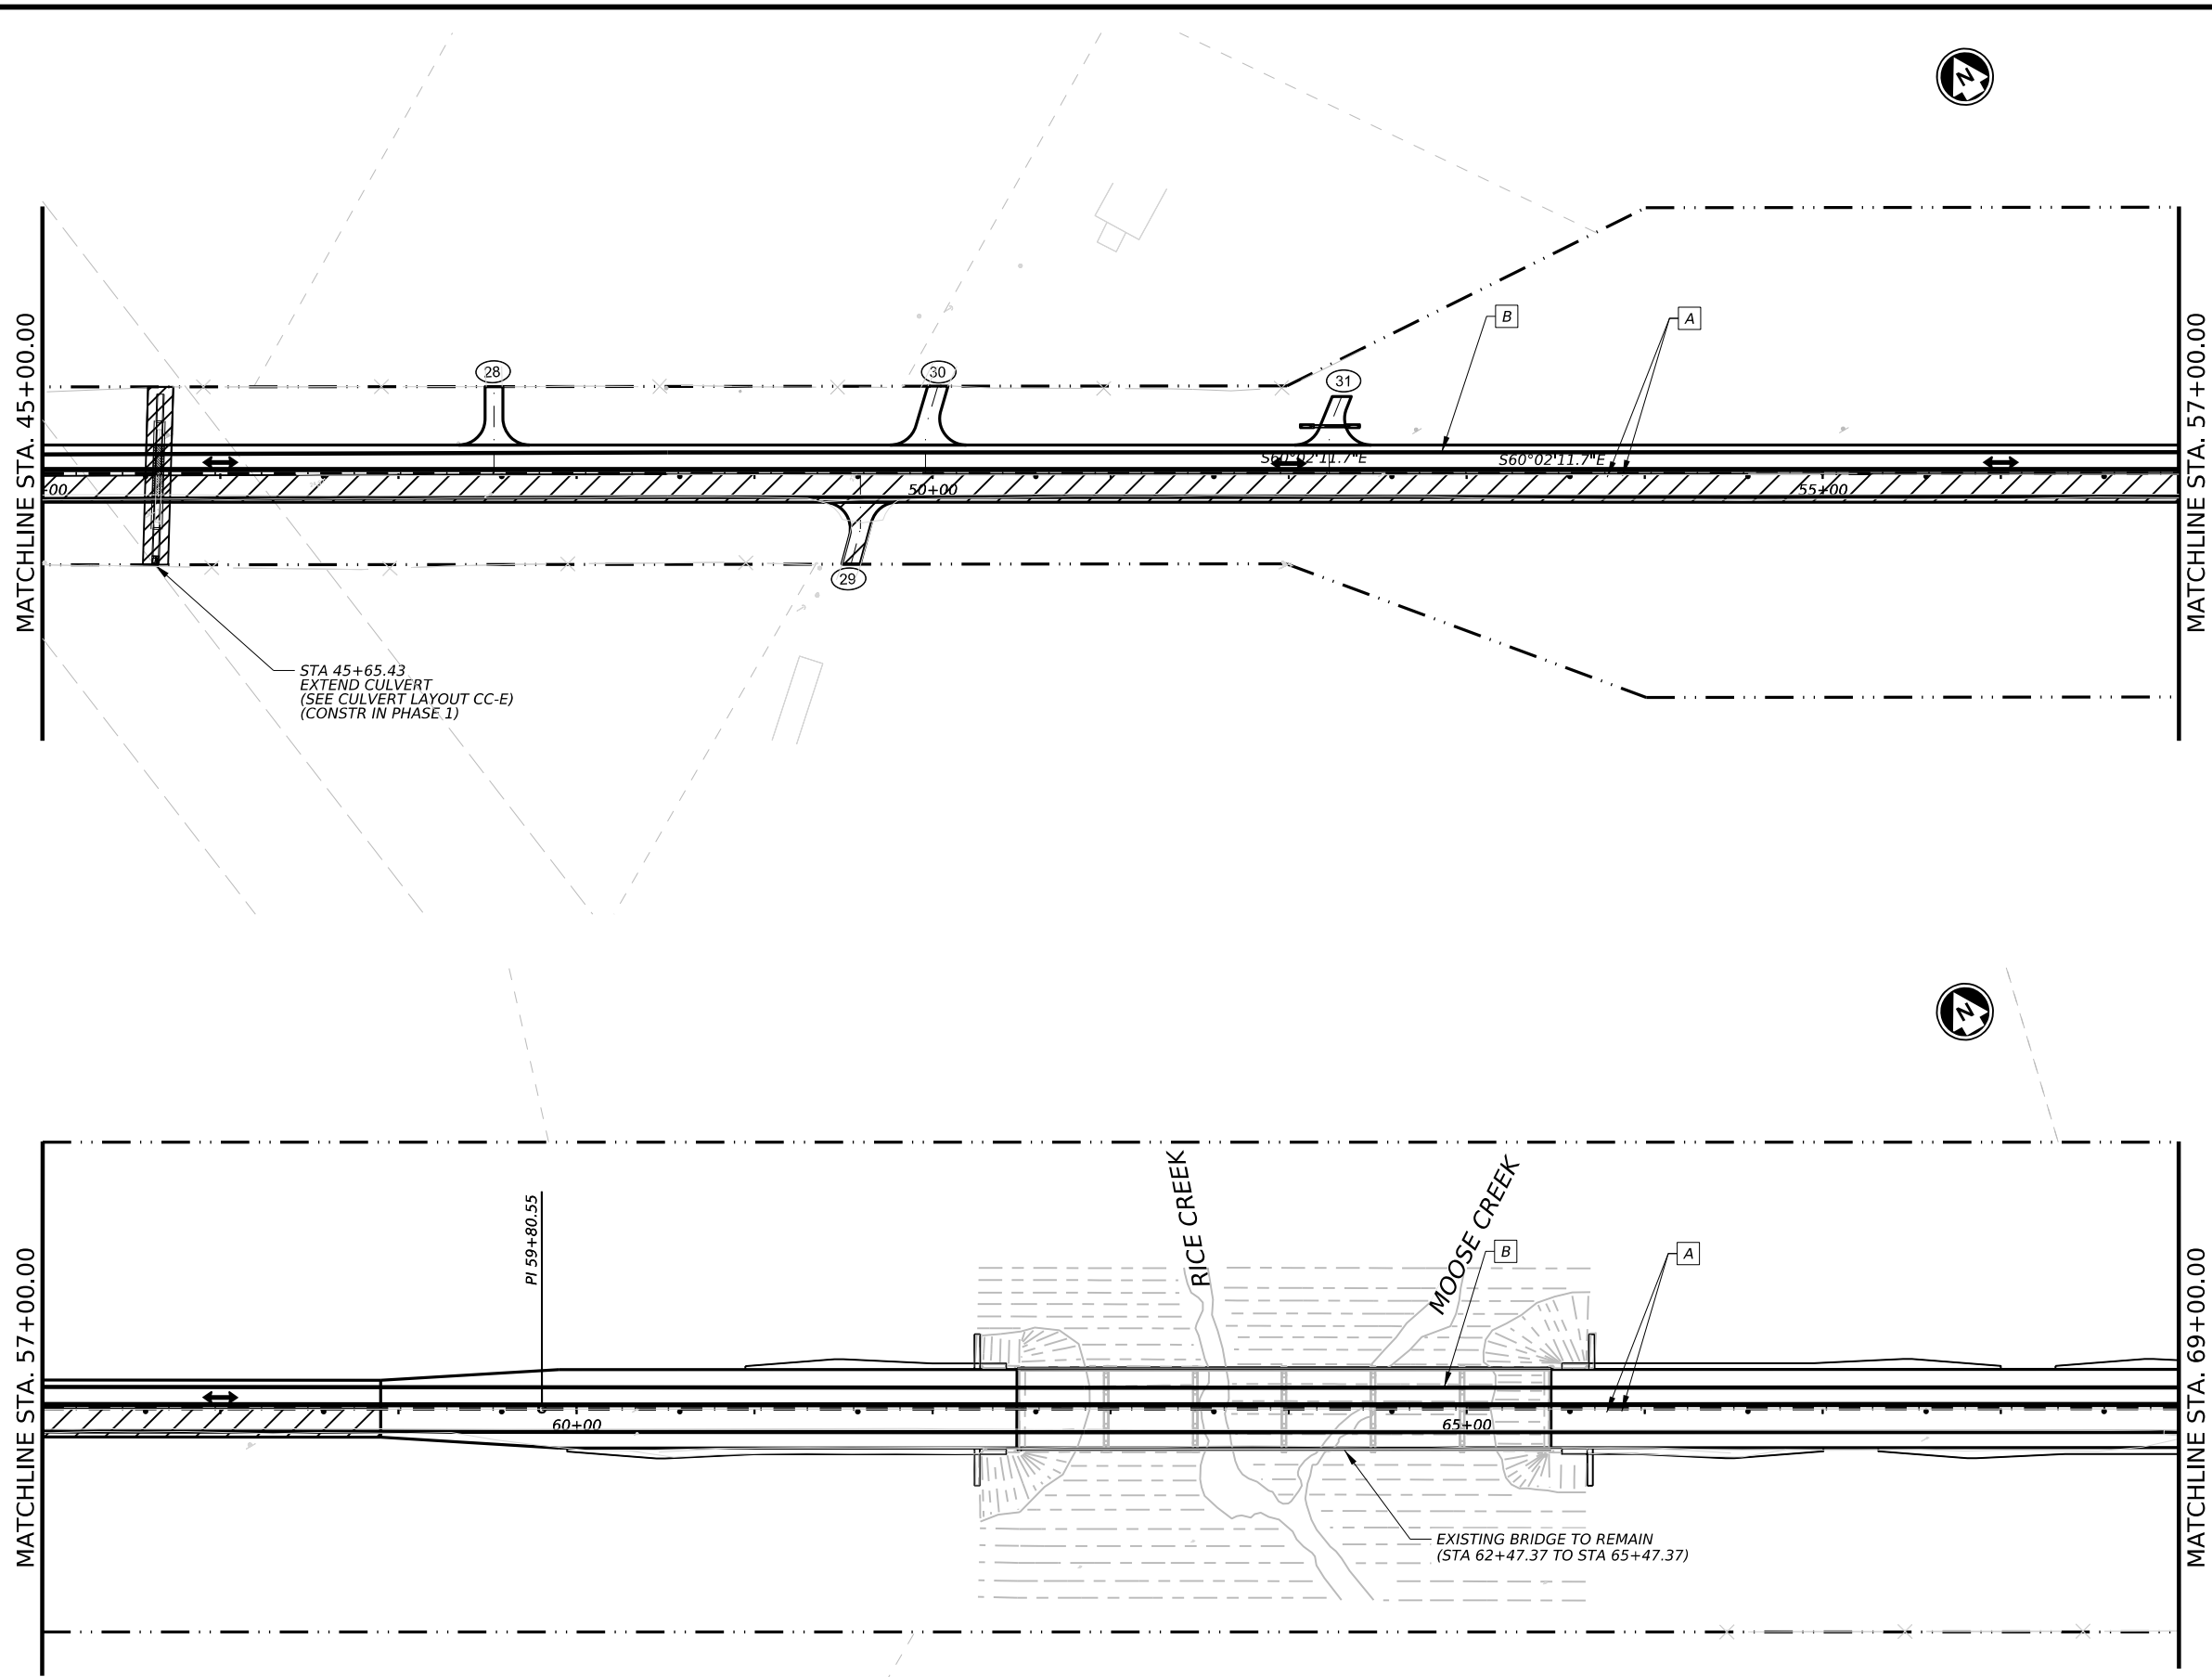 N
MATCHLINE STA. 45+00.00
MATCHLINE STA. 57+00.00
B
A
28
30
31
S60°02'11.7"E
S60°02'11.7"E
+00
50+00
55+00
29
STA 45+65.43
EXTEND CULVERT
(SEE CULVERT LAYOUT CC-E)
(CONSTR IN PHASE 1)
N
MATCHLINE STA. 57+00.00
MATCHLINE STA. 69+00.00
PI 59+80.55
RICE CREEK
MOOSE CREEK
B
A
60+00
65+00
EXISTING BRIDGE TO REMAIN
(STA 62+47.37 TO STA 65+47.37)